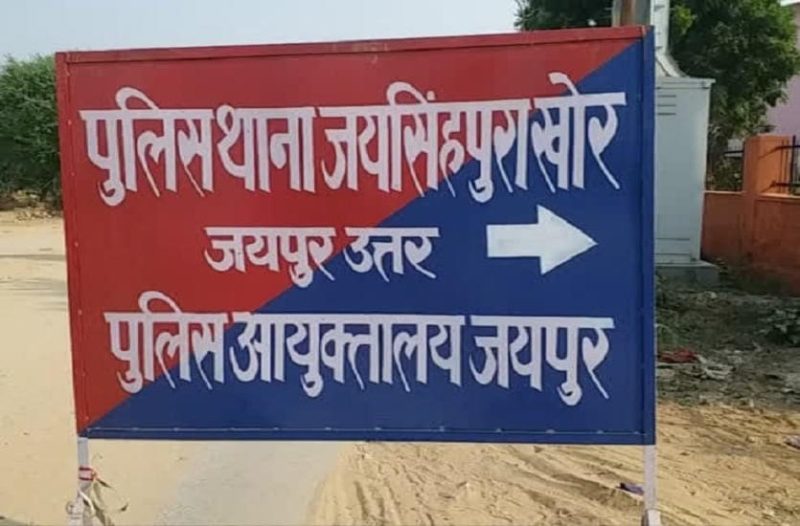 पुलिस थाना जयसिंहपुरा खोर
जयपुर उत्तर
पुलिस आयुक्तालय जयपुर